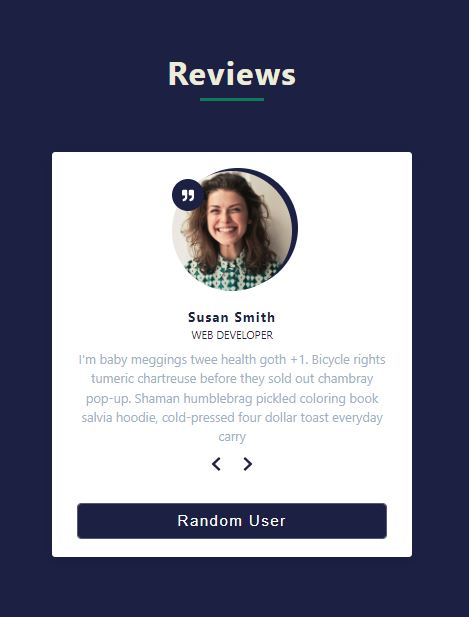 Reviews
Susan Smith
WEB DEVELOPER
I'm baby meggings twee health goth +1. Bicycle rights
tumeric chartreuse before they sold out chambray
pop-up. Shaman humblebrag pickled coloring book
salvia hoodie, cold-pressed four dollar toast everyday
carry
Random User